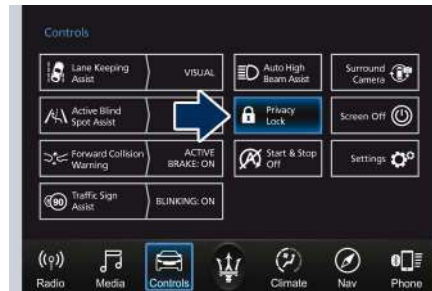 Controls
Lane Keeping
Assist
VISUAL
Auto High
Beam Assist
Surround
Camera
Active Blind
Spot Assist
Privacy
Lock
Screen Off
Forward Collision
Warning
ACTIVE
BRAKE: ON
A
Start & Stop
Off
Settings
90
Traffic Sign
Assist
BLINKING: ON
Radio
Media
Controls
Climate
Nav
Phone